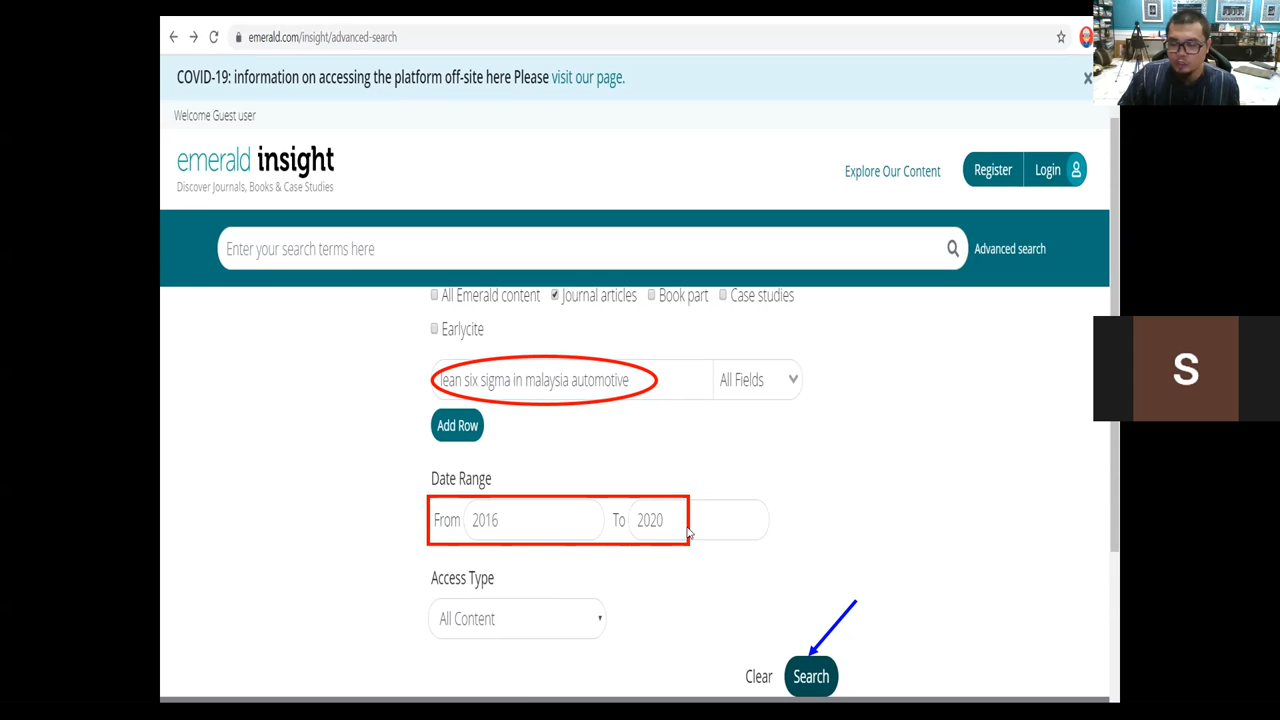 emerald.com/insight/advanced-search
COVID-19: information on accessing the platform off-site here Please visit our page.
x
Welcome Guest user
emerald insight
Discover Journals, Books & Case Studies
Explore Our Content
Register
Login
Enter your search terms here
Advanced search
All Emerald content
Journal articles
Book part
Case studies
Earlycite
lean six sigma in malaysia automotive
All Fields
Add Row
Date Range
From 2016 To 2020
Access Type
All Content
Clear
Search
S